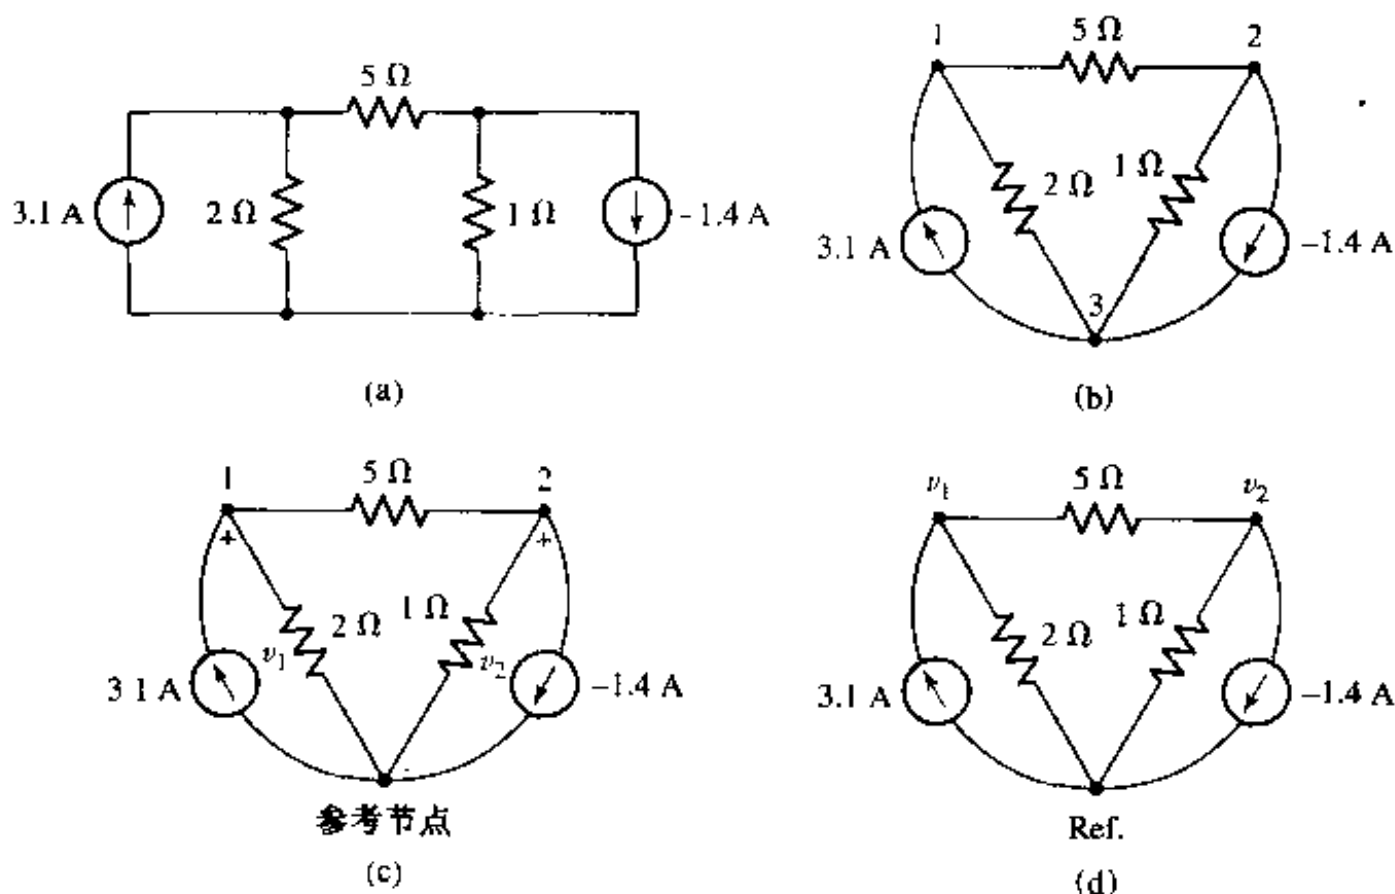 5 Ω
3.1 A
2 Ω
1 Ω
-1.4 A
(a)
1
5 Ω
2
2 Ω
1 Ω
3.1 A
–1.4 A
3
(b)
1
5 Ω
2
+
+
2 Ω
1 Ω
v₁
v₂
3 1 A
–1.4 A
参考节点
(c)
v₁
5 Ω
v₂
2 Ω
1 Ω
3.1 A
–1.4 A
Ref.
(d)